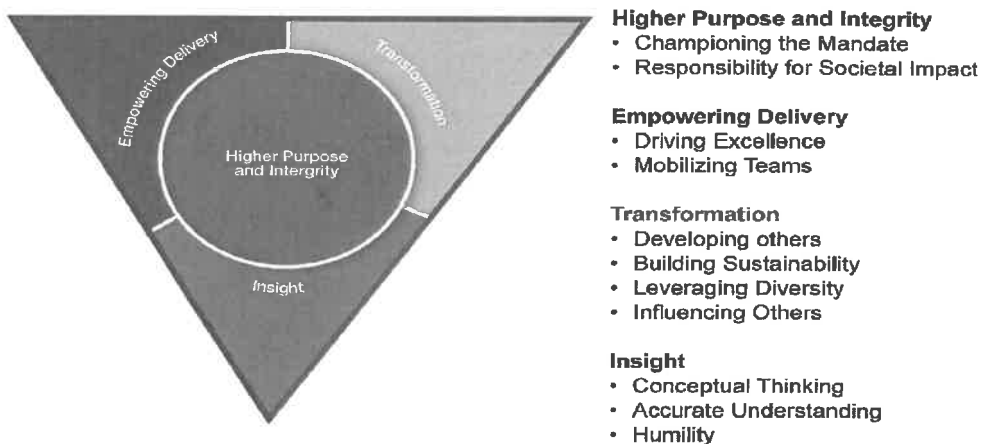 Empowering Delivery
Transformation
Higher Purpose
and Intergrity
Insight
Higher Purpose and Integrity
• Championing the Mandate
• Responsibility for Societal Impact
Empowering Delivery
• Driving Excellence
• Mobilizing Teams
Transformation
• Developing others
• Building Sustainability
• Leveraging Diversity
• Influencing Others
Insight
• Conceptual Thinking
• Accurate Understanding
• Humility